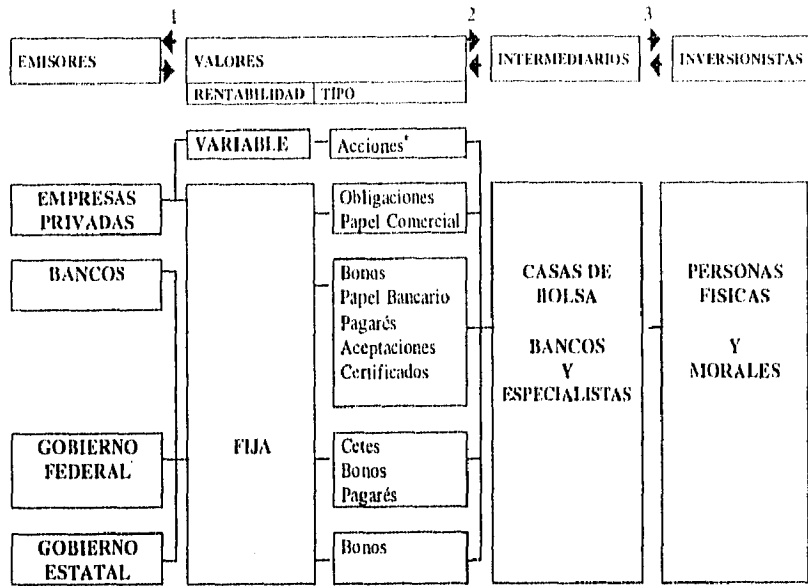 1 2 3
EMISORES VALORES INTERMEDIARIOS INVERSIONISTAS
RENTABILIDAD TIPO
VARIABLE Acciones*
EMPRESAS
PRIVADAS
Obligaciones
Papel Comercial
BANCOS
Bonos
Papel Bancario
Pagarés
Aceptaciones
Certificados
GOBIERNO
FEDERAL
FIJA
Cetes
Bonos
Pagarés
GOBIERNO
ESTATAL
Bonos
CASAS DE
BOLSA
BANCOS
Y
ESPECIALISTAS
PERSONAS
FISICAS
Y
MORALES